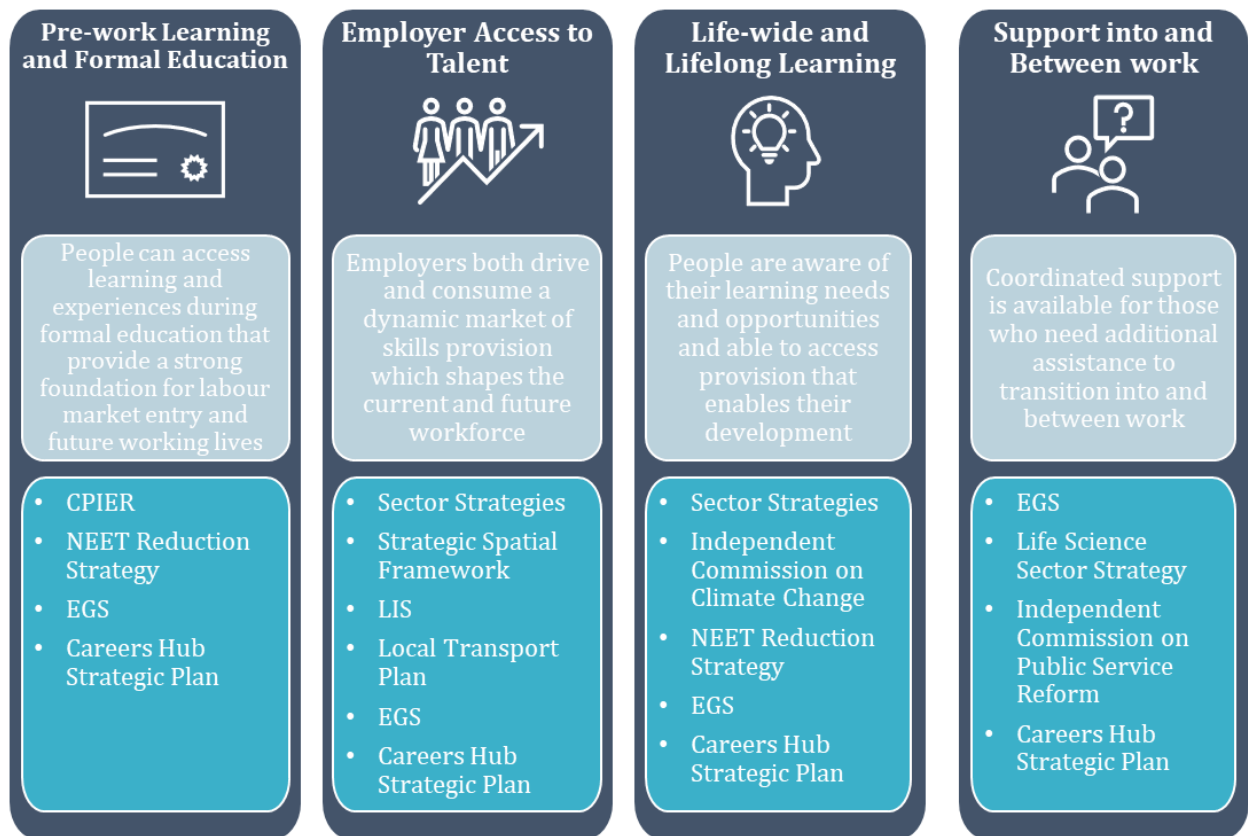 Pre-work Learning
and Formal Education
People can access
learning and
experiences during
formal education that
provide a strong
foundation for labour
market entry and
future working lives
• CPIER
• NEET Reduction
Strategy
• EGS
• Careers Hub
Strategic Plan
Employer Access to
Talent
Employers both drive
and consume a
dynamic market of
skills provision
which shapes the
current and future
workforce
• Sector Strategies
• Strategic Spatial
Framework
• LIS
• Local Transport
Plan
• EGS
• Careers Hub
Strategic Plan
Life-wide and
Lifelong Learning
People are aware of
their learning needs
and opportunities
and able to access
provision that
enables their
development
• Sector Strategies
• Independent
Commission on
Climate Change
• NEET Reduction
Strategy
• EGS
• Careers Hub
Strategic Plan
Support into and
Between work
?
Coordinated support
is available for those
who need additional
assistance to
transition into and
between work
• EGS
• Life Science
Sector Strategy
• Independent
Commission on
Public Service
Reform
• Careers Hub
Strategic Plan